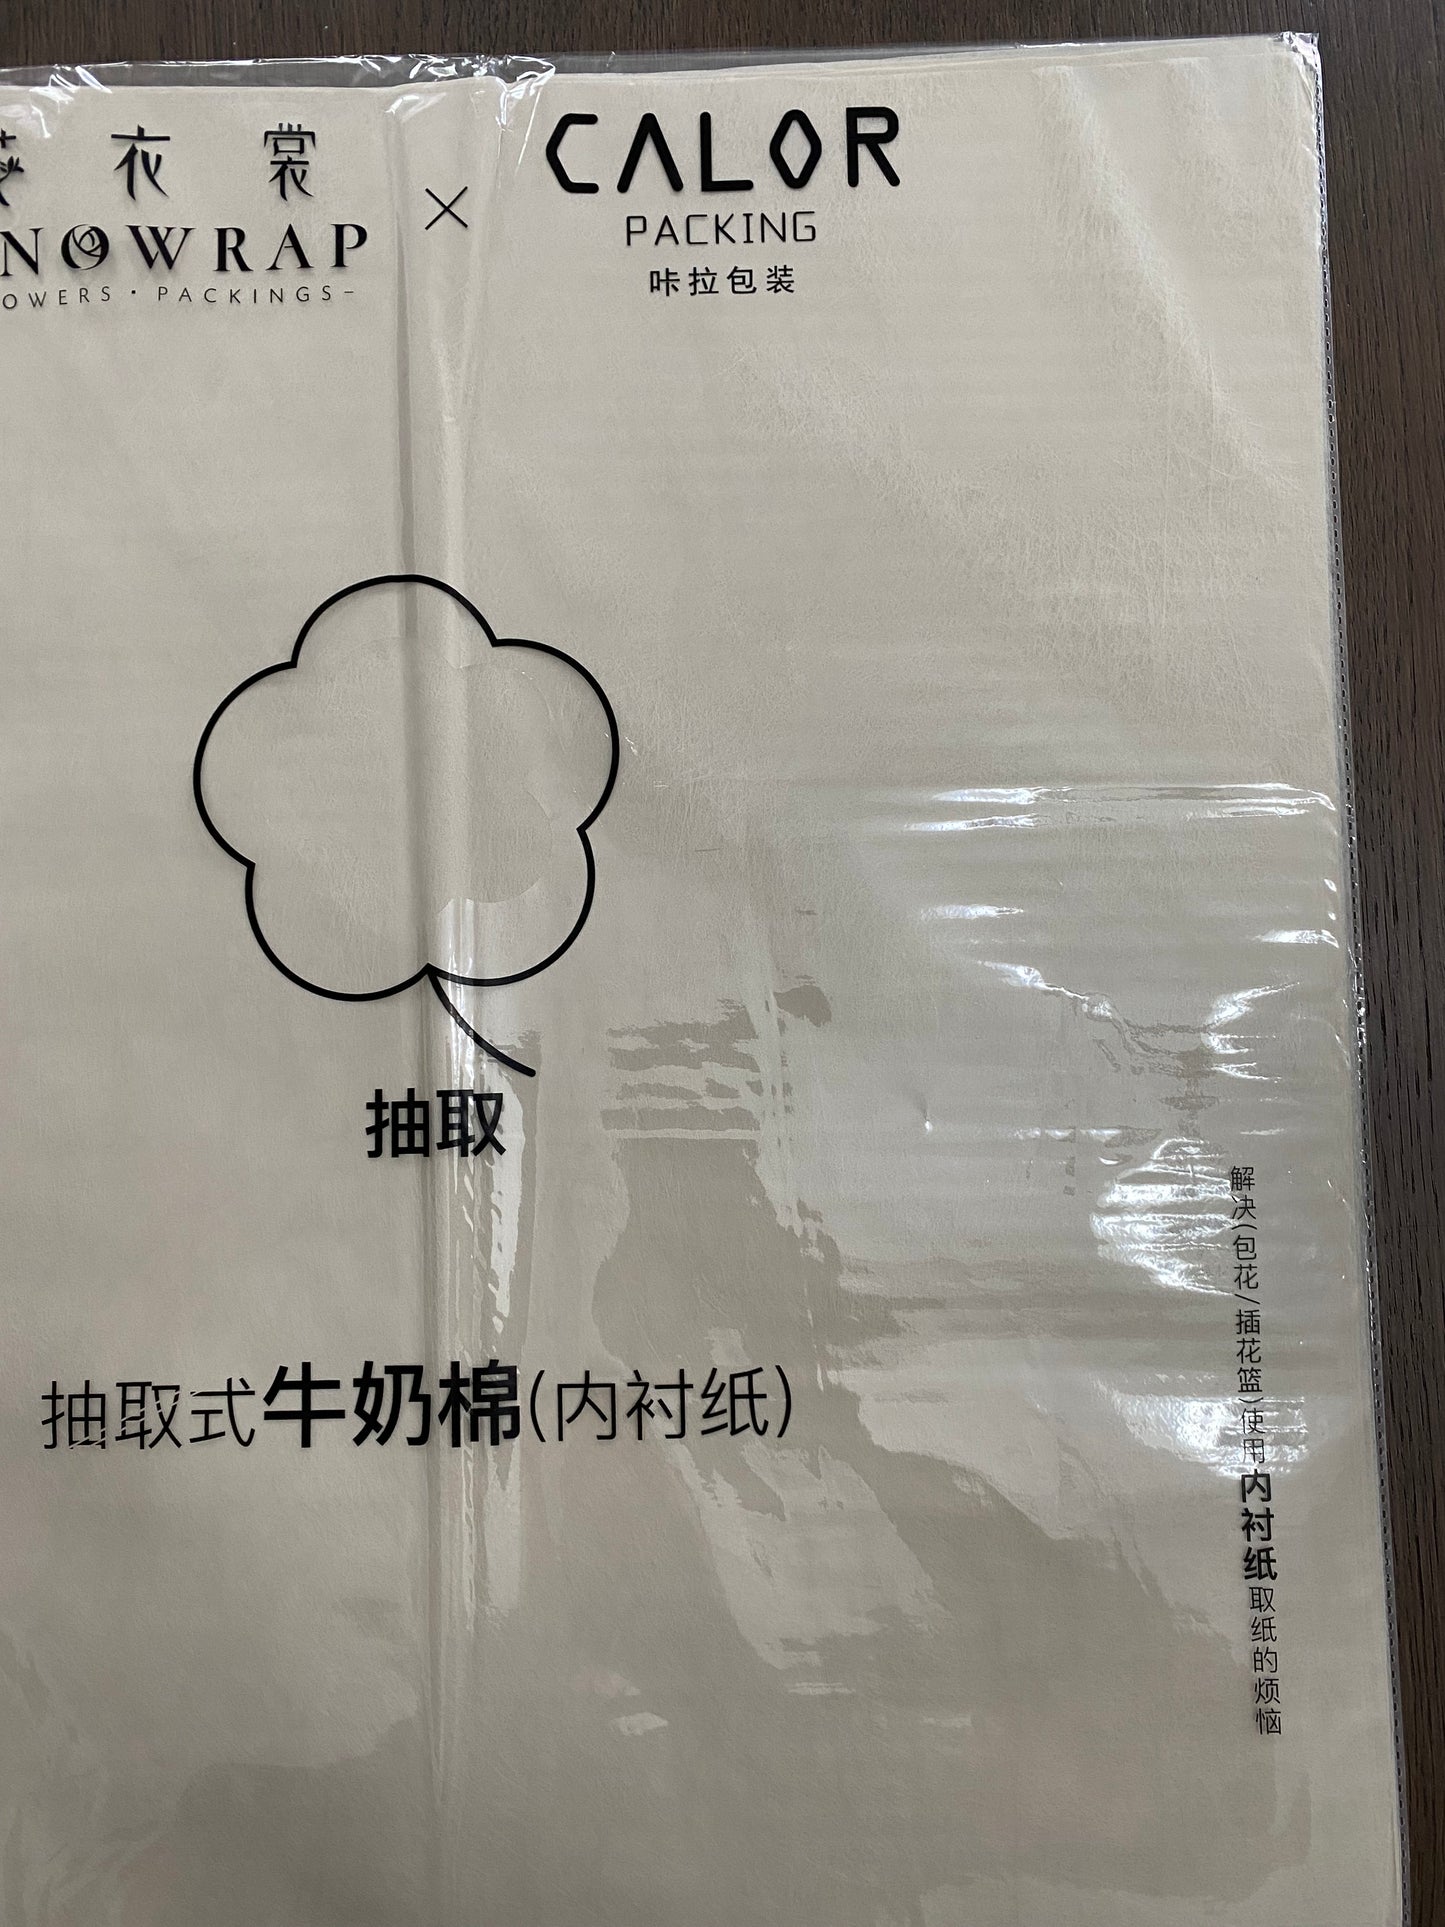 衣裳
NOWRAP
OWERS · PACKINGS-
×
CALOR
PACKING
咔拉包装
抽取
抽取式牛奶棉(内衬纸)
解决(包花/插花篮)使用内衬纸取纸的烦恼